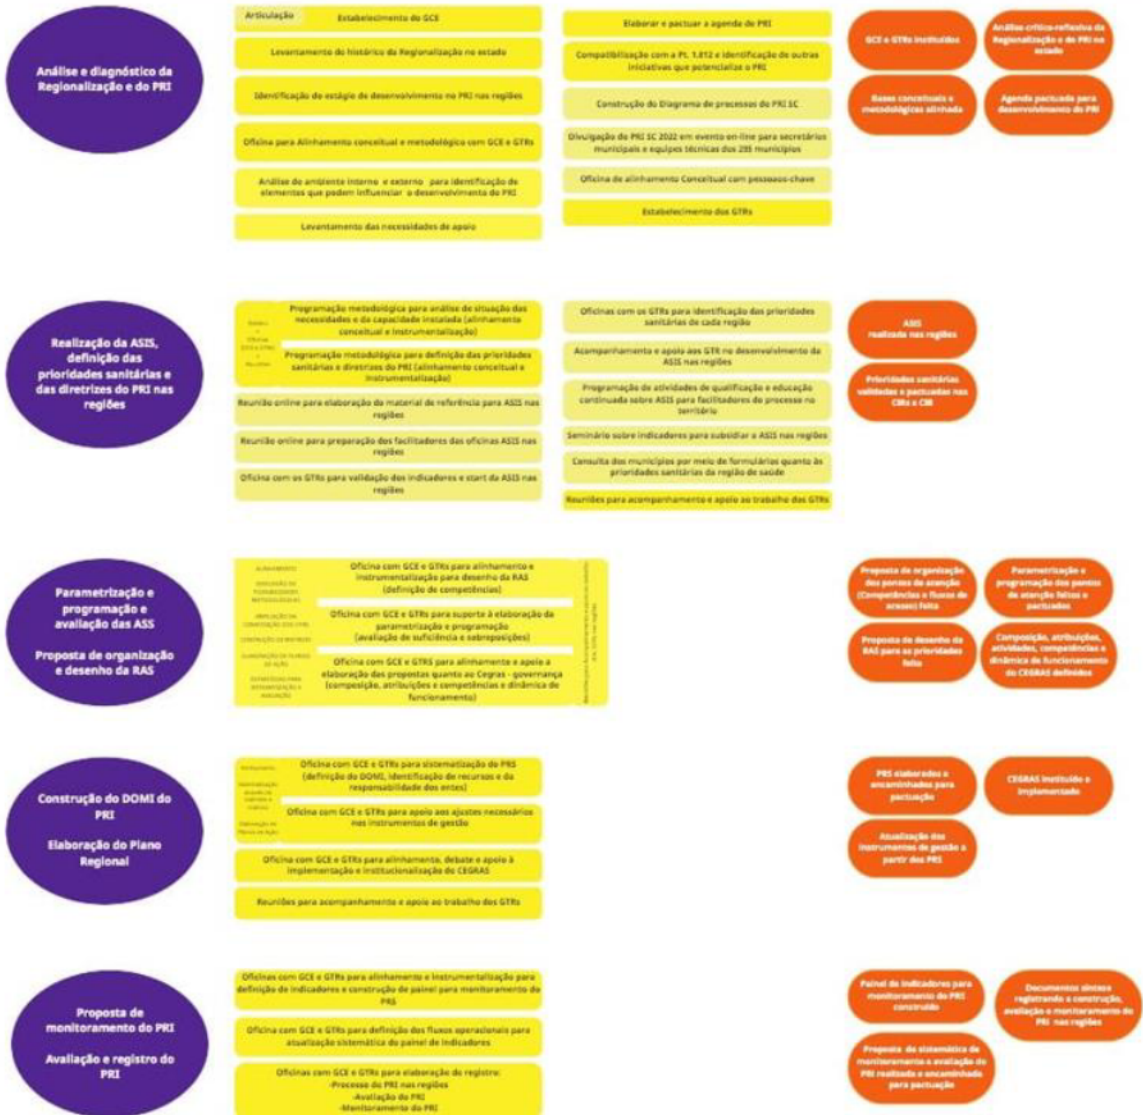 Análise e diagnóstico da
Regionalização e do PRI
Articulação
Estabelecimento do GCE
Levantamento do histórico da Regionalização no estado
Identificação do estágio de desenvolvimento no PRI nas regiões
Oficina para Alinhamento conceitual e metodológico com GCE e GTRs
Análise do ambiente interno e externo para identificação de
elementos que podem influenciar o desenvolvimento do PRI
Levantamento das necessidades de apoio
Elaborar e pactuar a agenda do PRI
Compatibilização com a Pt. 1.812 e identificação de outras
iniciativas que potencialize o PRI
Construção do Diagrama de processos do PRI SC
Divulgação do PRI SC 2022 em evento on-line para secretários
municipais e equipes técnicas dos 295 municípios
Oficina de alinhamento Conceitual com pessoas-chave
Estabelecimento dos GTRs
GCE e GTRs instituídos
Análise crítico-reflexiva da
Regionalização e do PRI no
estado
Bases conceituais e
metodológicas alinhada
Agenda pactuada para
desenvolvimento do PRI
Realização da ASIS,
definição das
prioridades sanitárias e
das diretrizes do PRI nas
regiões
Programação metodológica para análise de situação das
necessidades e da capacidade instalada (alinhamento
conceitual e instrumentalização)
Programação metodológica para definição das prioridades
sanitárias e diretrizes do PRI (alinhamento conceitual e
instrumentalização)
Reunião online para elaboração da material de referência para ASIS nas
regiões
Reunião online para preparação dos facilitadores das oficinas ASIS nas
regiões
Oficina com os GTRs para validação dos indicadores e start da ASIS nas
regiões
Oficinas com os GTRs para identificação das prioridades
sanitárias de cada região
Acompanhamento e apoio aos GTR no desenvolvimento da
ASIS nas regiões
Programação de atividades de qualificação e educação
continuada sobre ASIS para facilitadores do processo no
território
Seminário sobre indicadores para subsidiar a ASIS nas regiões
Consulta dos municípios por meio de formulários quanto às
prioridades sanitárias da região de saúde
Reuniões para acompanhamento e apoio ao trabalho dos GTRs
ASIS
realizada nas regiões
Prioridades sanitárias
validadas e pactuadas nas
CIRs e CIB
Parametrização e
programação e
avaliação das ASS
Proposta de organização
e desenho da RAS
Oficina com GCE e GTRs para alinhamento e
instrumentalização para desenho da RAS
(definição de competências)
Oficina com GCE e GTRs para suporte à elaboração da
parametrização e programação
(avaliação de suficiência e sobreposições)
Oficina com GCE e GTRS para alinhamento e apoio a
elaboração das propostas quanto ao Cegras - governança
(composição, atribuições e competências e dinâmica de
funcionamento)
Proposta de organização
dos pontos de atenção
(Competências e fluxos de
acesso) feita
Parametrização e
programação dos pontos
de atenção feitos e
pactuados
Proposta de desenho da
RAS para as prioridades
feito
Composição, atribuições,
atividades, competências e
dinâmica de funcionamento
do CEGRAS definidos
Construção do DOMI do
PRI
Elaboração do Plano
Regional
Oficina com GCE e GTRs para sistematização do PRS
(definição do DOMI, identificação de recursos e da
responsabilidade dos entes)
Oficina com GCE e GTRs para apoio aos ajustes necessários
nos instrumentos de gestão
Oficina com GCE e GTRs para alinhamento, debate e apoio à
implementação e institucionalização do CEGRAS
Reuniões para acompanhamento e apoio ao trabalho dos GTRs
PRS elaborados e
encaminhados para
pactuação
CEGRAS instituído e
implementado
Atualização dos
instrumentos de gestão a
partir dos PRS
Proposta de
monitoramento do PRI
Avaliação e registro do
PRI
Oficinas com GCE e GTRs para alinhamento e instrumentalização para
definição de indicadores e construção de painel para monitoramento do
PRS
Oficina com GCE e GTRs para definição dos fluxos operacionais para
atualização sistemática do painel de indicadores
Oficinas com GCE e GTRs para elaboração do registro:
-Processo do PRI nas regiões
-Avaliação do PRI
-Monitoramento do PRI
Painel de indicadores para
monitoramento do PRI
construído
Documentos síntese
registrando a construção,
avaliação e monitoramento do
PRI nas regiões
Proposta de sistemática de
monitoramento e avaliação do
PRI realizada e encaminhada
para pactuação